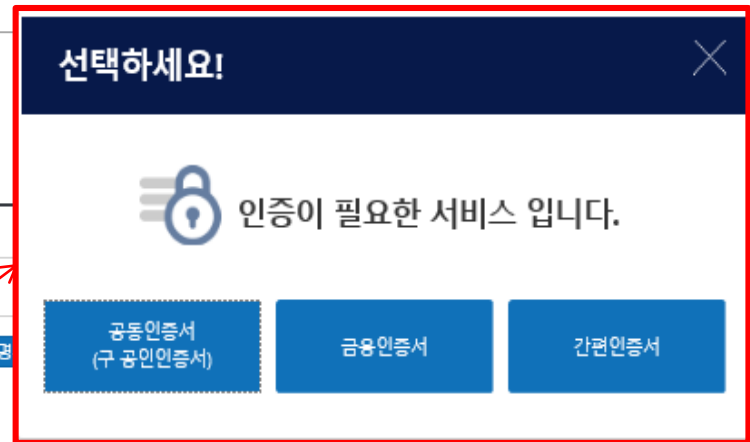 선택하세요!
인증이 필요한 서비스 입니다.
공동인증서
(구 공인인증서)
금융인증서
간편인증서
명